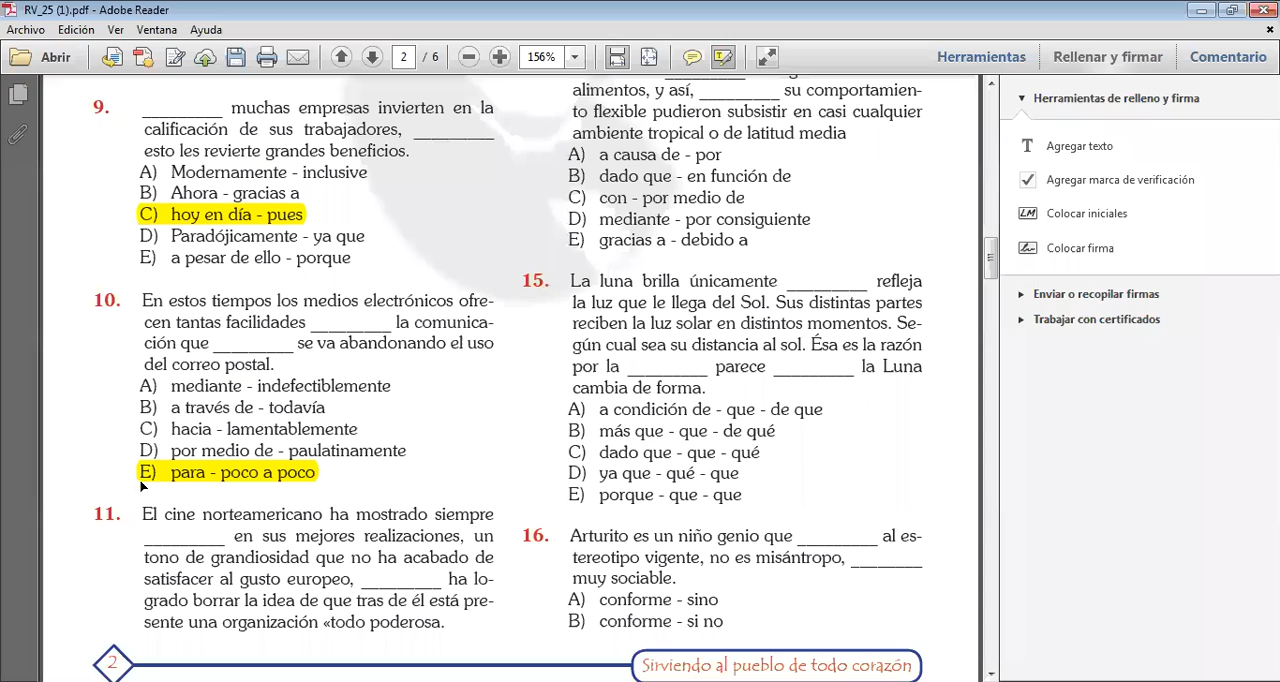 RV_25 (1).pdf - Adobe Reader
Archivo Edición Ver Ventana Ayuda
Abrir
2 / 6
156%
Herramientas
Rellenar y firmar
Comentario
9. _________ muchas empresas invierten en la
calificación de sus trabajadores, _________
esto les revierte grandes beneficios.
A) Modernamente - inclusive
B) Ahora - gracias a
C) hoy en día - pues
D) Paradójicamente - ya que
E) a pesar de ello - porque
10. En estos tiempos los medios electrónicos ofre-
cen tantas facilidades _________ la comunica-
ción que _________ se va abandonando el uso
del correo postal.
A) mediante - indefectiblemente
B) a través de - todavía
C) hacia - lamentablemente
D) por medio de - paulatinamente
E) para - poco a poco
11. El cine norteamericano ha mostrado siempre
_________ en sus mejores realizaciones, un
tono de grandiosidad que no ha acabado de
satisfacer al gusto europeo, _________ ha lo-
grado borrar la idea de que tras de él está pre-
sente una organización «todo poderosa.
alimentos, y así, _________ su comportamien-
to flexible pudieron subsistir en casi cualquier
ambiente tropical o de latitud media
A) a causa de - por
B) dado que - en función de
C) con - por medio de
D) mediante - por consiguiente
E) gracias a - debido a
15. La luna brilla únicamente _________ refleja
la luz que le llega del Sol. Sus distintas partes
reciben la luz solar en distintos momentos. Se-
gún cual sea su distancia al sol. Ésa es la razón
por la _________ parece _________ la Luna
cambia de forma.
A) a condición de - que - de que
B) más que - que - de qué
C) dado que - que - qué
D) ya que - qué - que
E) porque - que - que
16. Arturito es un niño genio que _________ al es-
tereotipo vigente, no es misántropo, ________
muy sociable.
A) conforme - sino
B) conforme - si no
2
Sirviendo al pueblo de todo corazón
Herramientas de relleno y firma
T Agregar texto
Agregar marca de verificación
LM Colocar iniciales
Colocar firma
Enviar o recopilar firmas
Trabajar con certificados